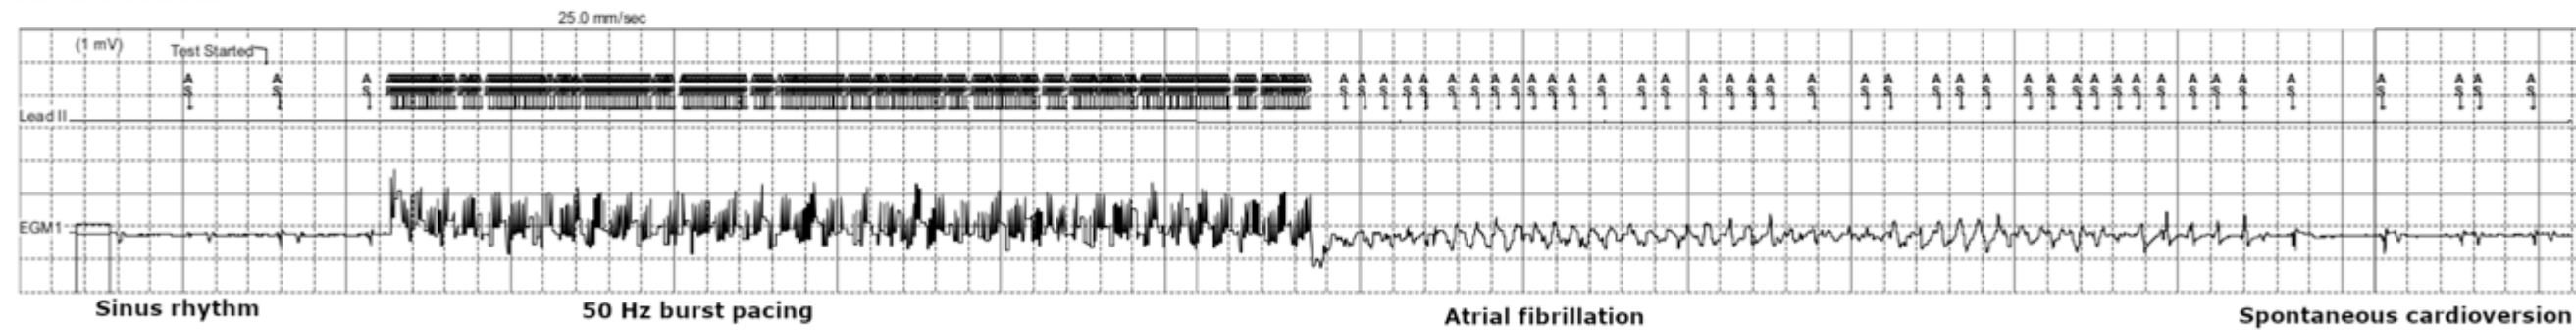 25.0 mm/sec
(1 mV)
Test Started
A A A A A A A A A A A A A A A A A A A A A A A A A A A A A A A A A A A A A A A A A
S S S S S S S S S S S S S S S S S S S S S S S S S S S S S S S S S S S S S S S S S
Lead II
EGM1
Sinus rhythm 50 Hz burst pacing Atrial fibrillation Spontaneous cardioversion